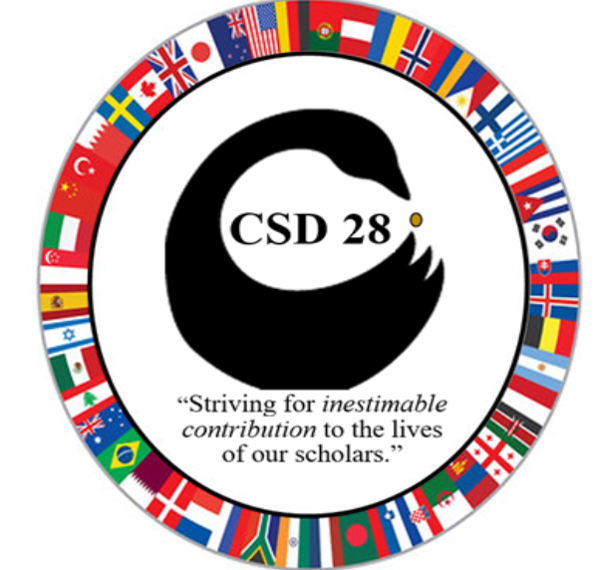 CSD 28
“Striving for inestimable
contribution to the lives
of our scholars.”